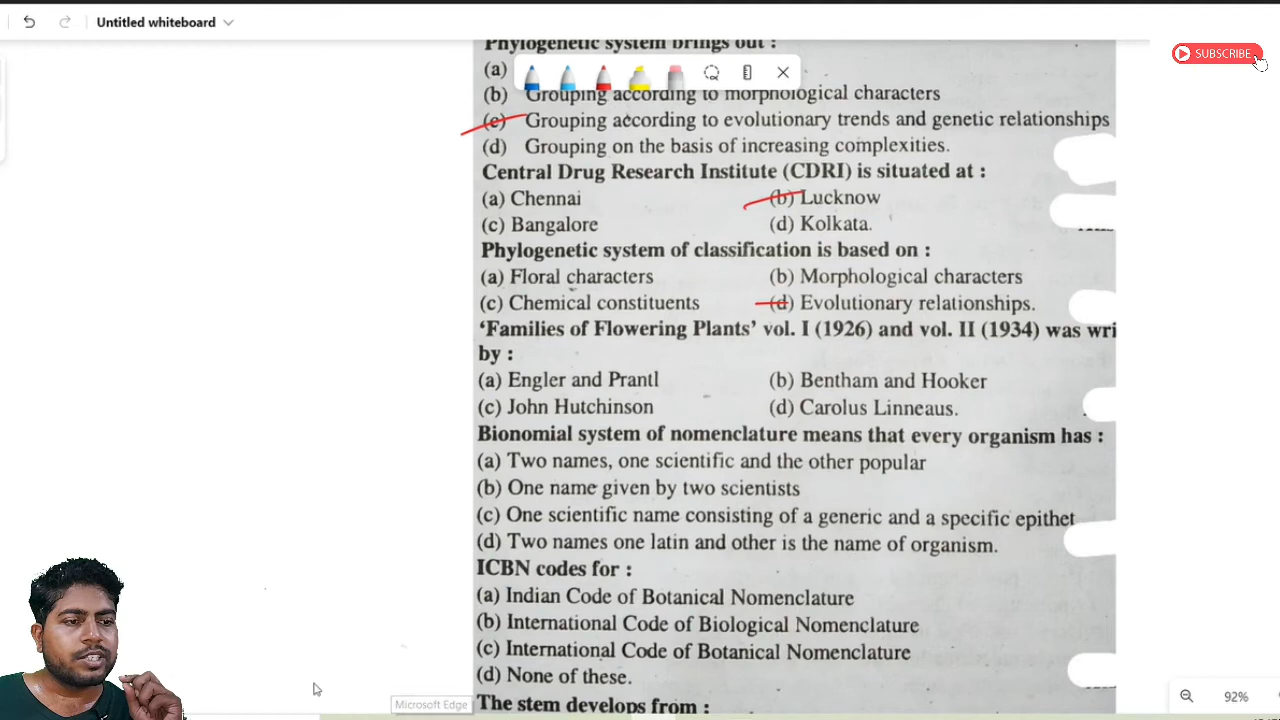 Untitled whiteboard
SUBSCRIBE
Phylogenetic system brings out :
(a)
(b) Grouping according to morphological characters
(c) Grouping according to evolutionary trends and genetic relationships
(d) Grouping on the basis of increasing complexities.
Central Drug Research Institute (CDRI) is situated at :
(a) Chennai (b) Lucknow
(c) Bangalore (d) Kolkata.
Phylogenetic system of classification is based on :
(a) Floral characters (b) Morphological characters
(c) Chemical constituents (d) Evolutionary relationships.
‘Families of Flowering Plants’ vol. I (1926) and vol. II (1934) was wri
by :
(a) Engler and Prantl (b) Bentham and Hooker
(c) John Hutchinson (d) Carolus Linneaus.
Bionomial system of nomenclature means that every organism has :
(a) Two names, one scientific and the other popular
(b) One name given by two scientists
(c) One scientific name consisting of a generic and a specific epithet
(d) Two names one latin and other is the name of organism.
ICBN codes for :
(a) Indian Code of Botanical Nomenclature
(b) International Code of Biological Nomenclature
(c) International Code of Botanical Nomenclature
(d) None of these.
The stem develops from :
Microsoft Edge
92%